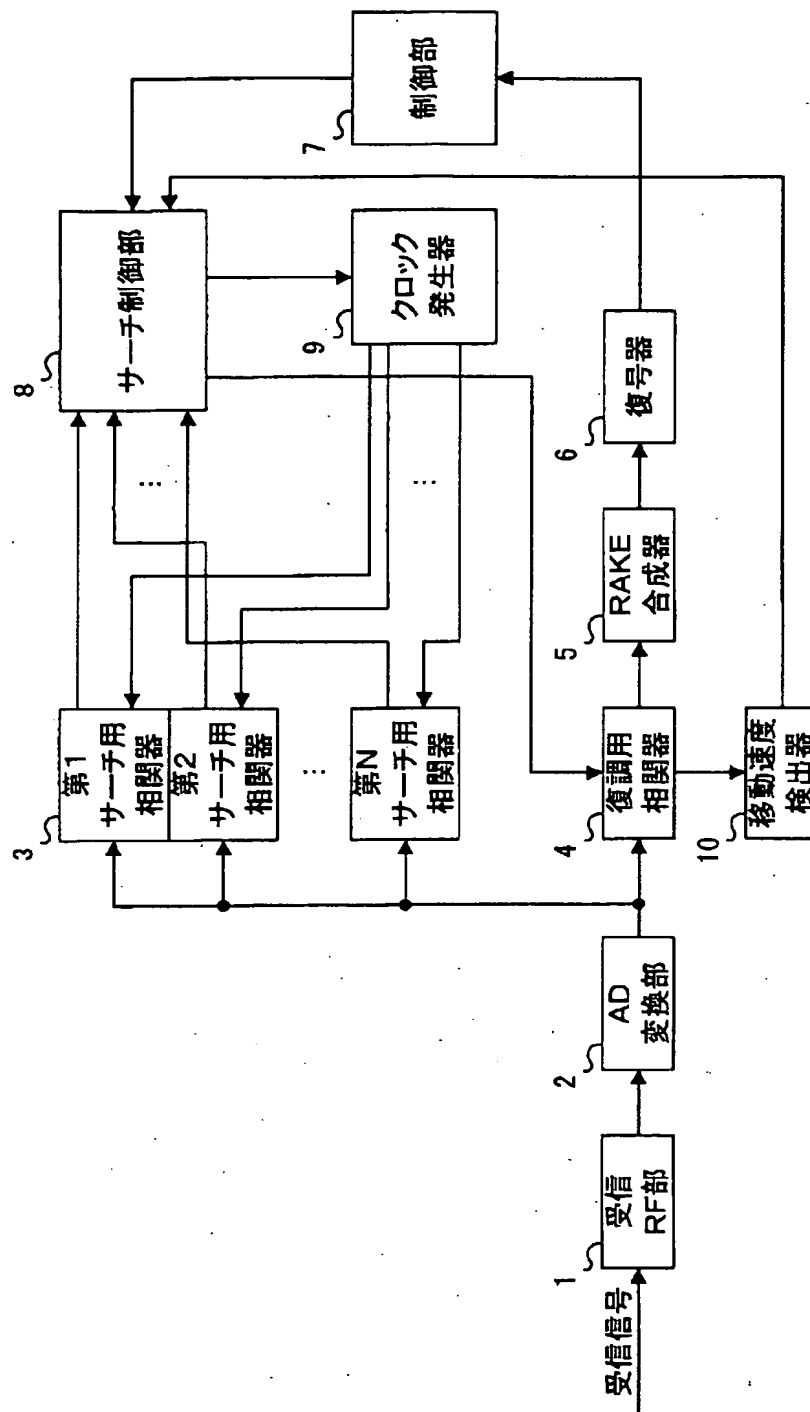 受信信号
1
受信
RF部
2
AD
変換部
3
第1
サーチ用
相関器
第2
サーチ用
相関器
⋮
第N
サーチ用
相関器
4
復調用
相関器
5
RAKE
合成器
6
復号器
7
制御部
8
サーチ制御部
…
9
クロック
発生器
…
10
移動速度
検出器